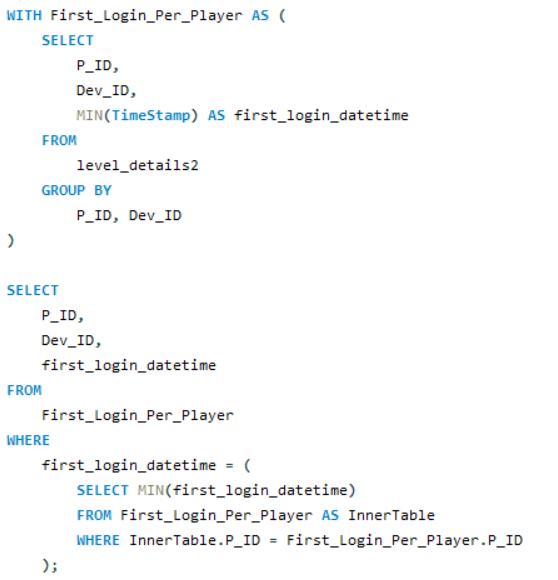 WITH First_Login_Per_Player AS (
    SELECT
        P_ID,
        Dev_ID,
        MIN(TimeStamp) AS first_login_datetime
    FROM
        level_details2
    GROUP BY
        P_ID, Dev_ID
)

SELECT
    P_ID,
    Dev_ID,
    first_login_datetime
FROM
    First_Login_Per_Player
WHERE
    first_login_datetime = (
        SELECT MIN(first_login_datetime)
        FROM First_Login_Per_Player AS InnerTable
        WHERE InnerTable.P_ID = First_Login_Per_Player.P_ID
    );